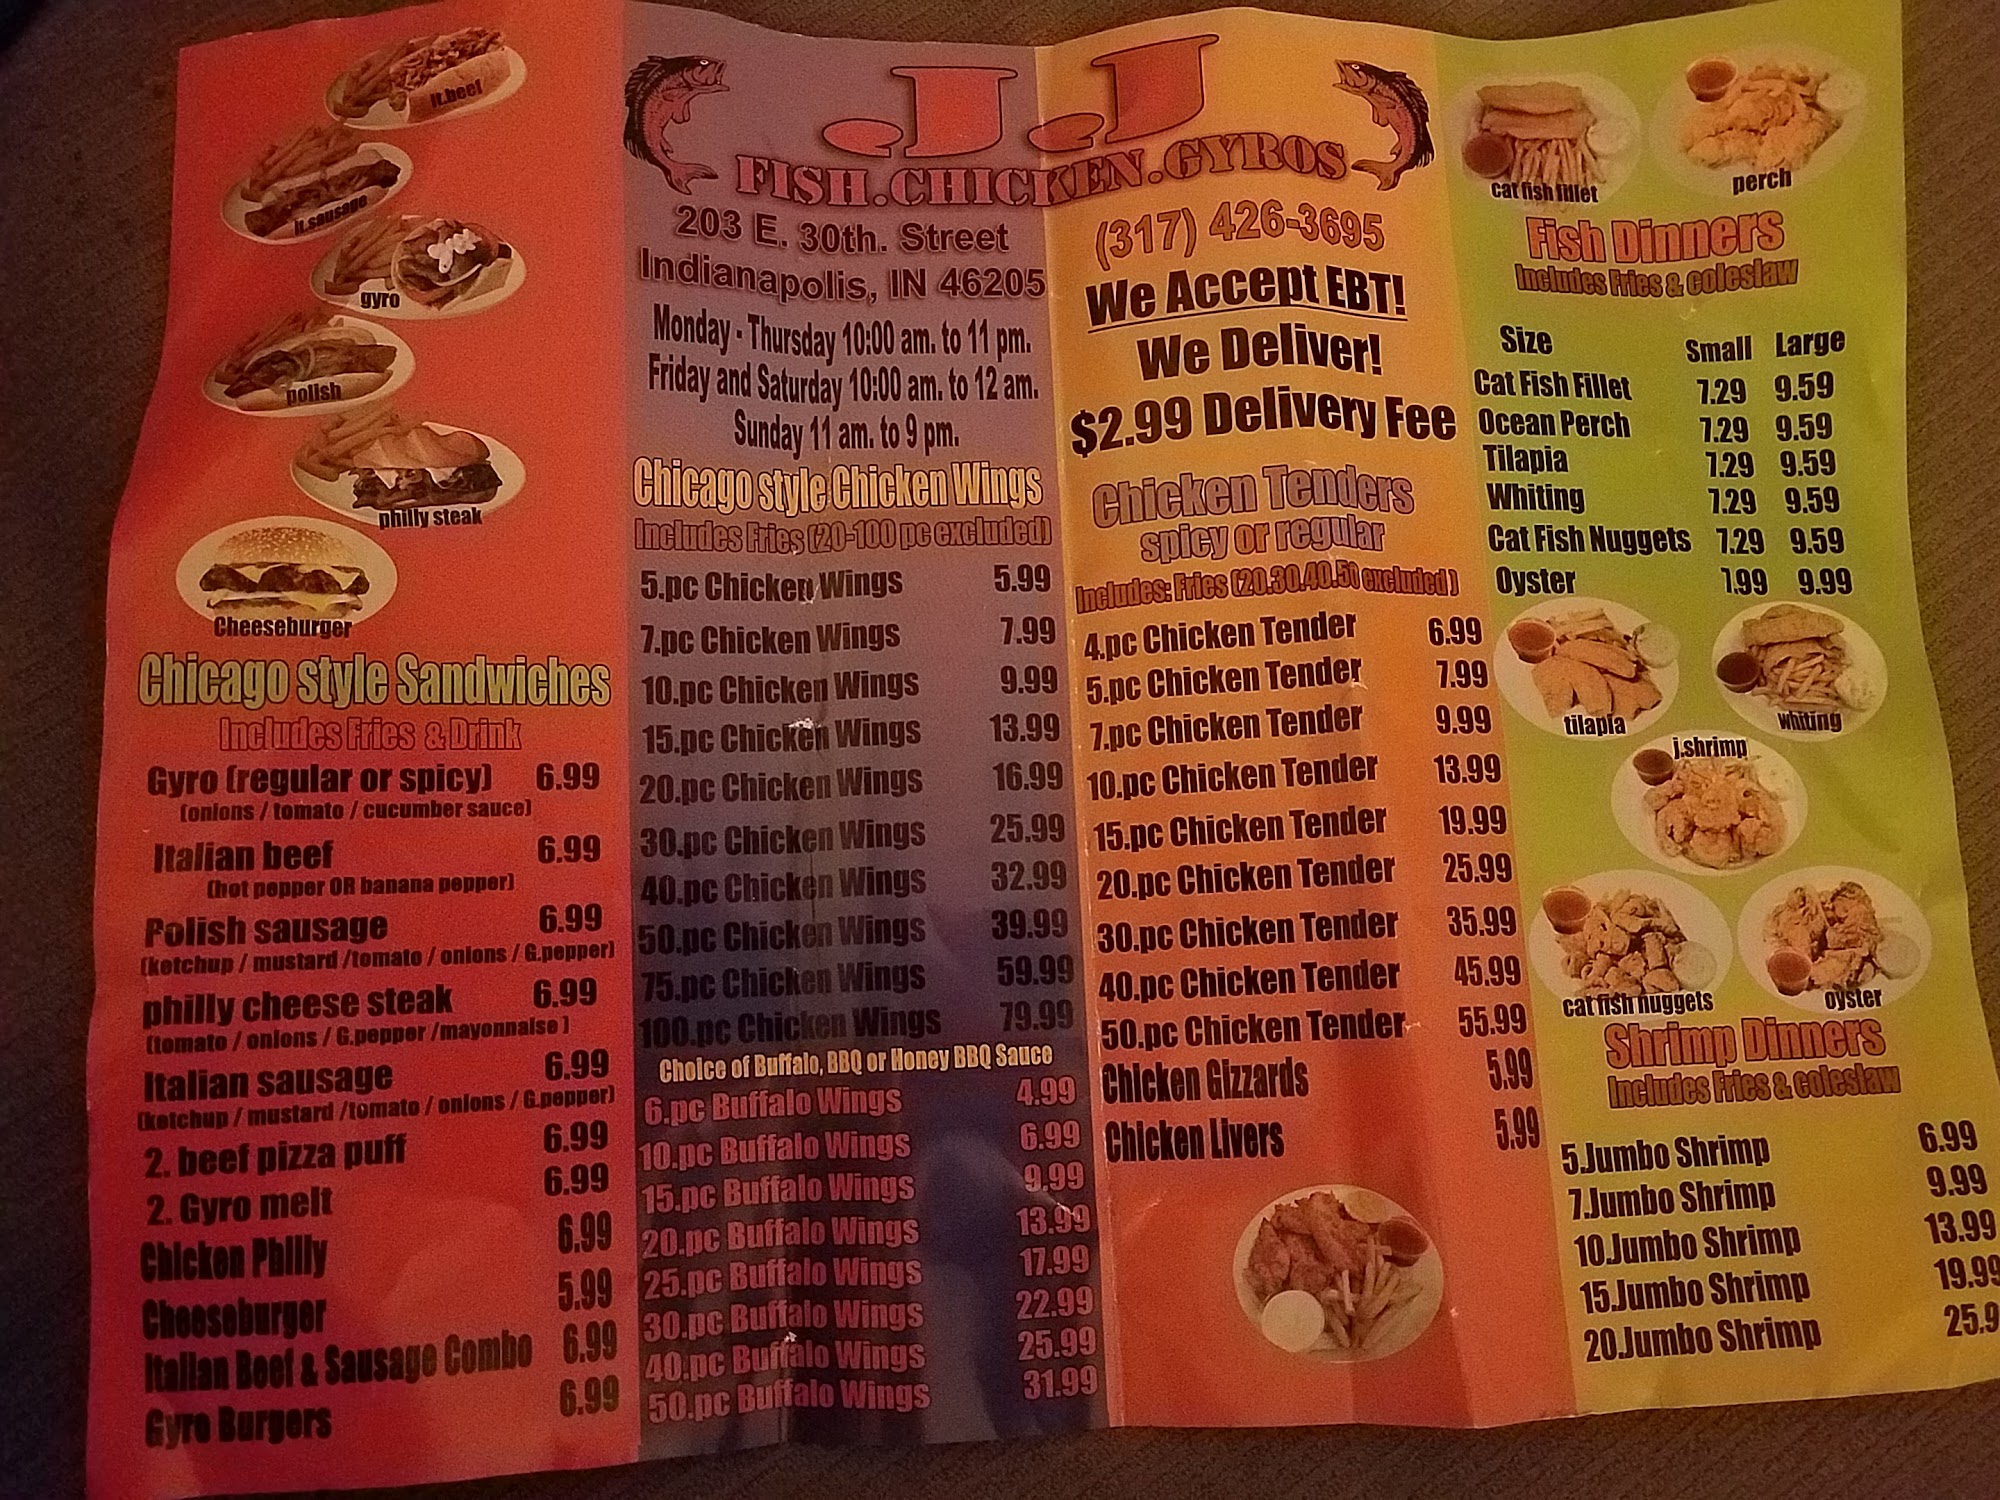 It.beef
It.sausage
gyro
polish
philly steak
Cheeseburger
Chicago style Sandwiches
Includes Fries & Drink
Gyro (regular or spicy) 6.99
(onions / tomato / cucumber sauce)
Italian beef 6.99
(hot pepper OR banana pepper)
Polish sausage 6.99
(ketchup / mustard /tomato / onions / G.pepper)
philly cheese steak 6.99
(tomato / onions / G.pepper /mayonnaise )
Italian sausage 6.99
(ketchup / mustard /tomato / onions / G.pepper)
2. beef pizza puff 6.99
2. Gyro melt 6.99
Chicken Philly 6.99
Cheeseburger 5.99
Italian Beef & Sausage Combo 6.99
Gyro Burgers 6.99
JJ
FISH.CHICKEN.GYROS
203 E. 30th. Street
Indianapolis, IN 46205
Monday - Thursday 10:00 am. to 11 pm.
Friday and Saturday 10:00 am. to 12 am.
Sunday 11 am. to 9 pm.
Chicago style Chicken Wings
Includes Fries (20-100 pc excluded)
5.pc Chicken Wings 5.99
7.pc Chicken Wings 7.99
10.pc Chicken Wings 9.99
15.pc Chicken Wings 13.99
20.pc Chicken Wings 16.99
30.pc Chicken Wings 25.99
40.pc Chicken Wings 32.99
50.pc Chicken Wings 39.99
75.pc Chicken Wings 59.99
100.pc Chicken Wings 79.99
Choice of Buffalo, BBQ or Honey BBQ Sauce
6.pc Buffalo Wings 4.99
10.pc Buffalo Wings 6.99
15.pc Buffalo Wings 9.99
20.pc Buffalo Wings 13.99
25.pc Buffalo Wings 17.99
30.pc Buffalo Wings 22.99
40.pc Buffalo Wings 25.99
50.pc Buffalo Wings 31.99
(317) 426-3695
We Accept EBT!
We Deliver!
$2.99 Delivery Fee
Chicken Tenders
spicy or regular
Includes: Fries (20.30.40.50 excluded )
4.pc Chicken Tender 6.99
5.pc Chicken Tender 7.99
7.pc Chicken Tender 9.99
10.pc Chicken Tender 13.99
15.pc Chicken Tender 19.99
20.pc Chicken Tender 25.99
30.pc Chicken Tender 35.99
40.pc Chicken Tender 45.99
50.pc Chicken Tender 55.99
Chicken Gizzards 5.99
Chicken Livers 5.99
cat fish fillet
perch
Fish Dinners
Includes Fries & coleslaw
Size Small Large
Cat Fish Fillet 7.29 9.59
Ocean Perch 7.29 9.59
Tilapia 7.29 9.59
Whiting 7.29 9.59
Cat Fish Nuggets 7.29 9.59
Oyster 7.99 9.99
tilapia
whiting
j.shrimp
cat fish nuggets
oyster
Shrimp Dinners
Includes Fries & coleslaw
5.Jumbo Shrimp 6.99
7.Jumbo Shrimp 9.99
10.Jumbo Shrimp 13.99
15.Jumbo Shrimp 19.99
20.Jumbo Shrimp 25.9